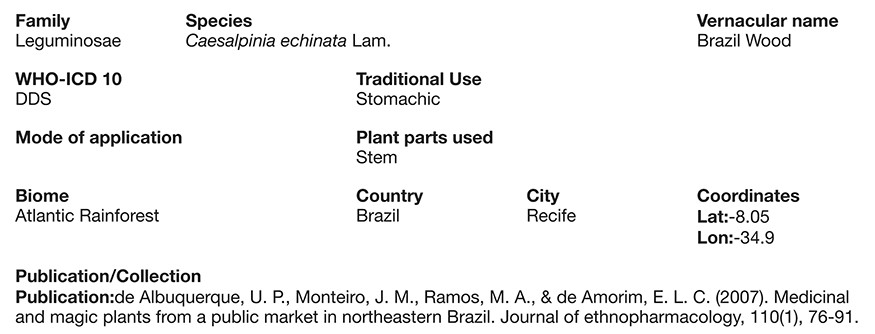 Family Species Vernacular name
Leguminosae Caesalpinia echinata Lam. Brazil Wood
WHO-ICD 10 Traditional Use
DDS Stomachic
Mode of application Plant parts used
Stem
Biome Country City Coordinates
Atlantic Rainforest Brazil Recife Lat:-8.05
Lon:-34.9
Publication/Collection
Publication:de Albuquerque, U. P., Monteiro, J. M., Ramos, M. A., & de Amorim, E. L. C. (2007). Medicinal
and magic plants from a public market in northeastern Brazil. Journal of ethnopharmacology, 110(1), 76-91.